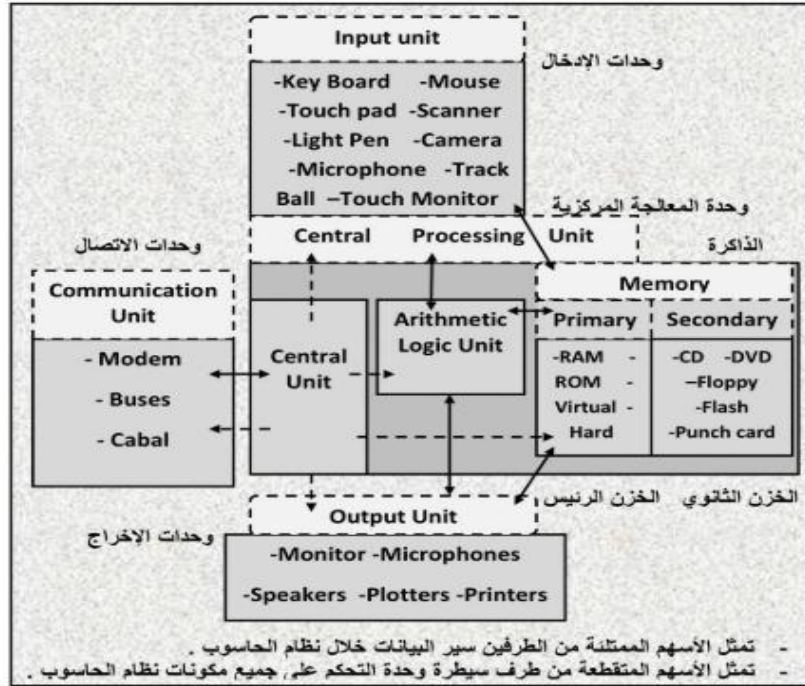 Input unit
وحدات الإدخال
-Key Board -Mouse
-Touch pad -Scanner
-Light Pen -Camera
-Microphone -Track
Ball –Touch Monitor
وحدة المعالجة المركزية
Central Processing Unit
وحدات الاتصال
الذاكرة
Communication
Unit
Memory
Primary Secondary
Arithmetic
Logic Unit
Central
Unit
- Modem
- Buses
- Cabal
-RAM -
ROM -
Virtual -
Hard
-CD -DVD
–Floppy
-Flash
-Punch card
الخزن الرئيس الخزن الثانوي
Output Unit
وحدات الإخراج
-Monitor -Microphones
-Speakers -Plotters -Printers
- تمثل الأسهم الممتلئة من الطرفين سير البيانات خلال نظام الحاسوب .
- تمثل الأسهم المتقطعة من طرف سيطرة وحدة التحكم على جميع مكونات نظام الحاسوب .